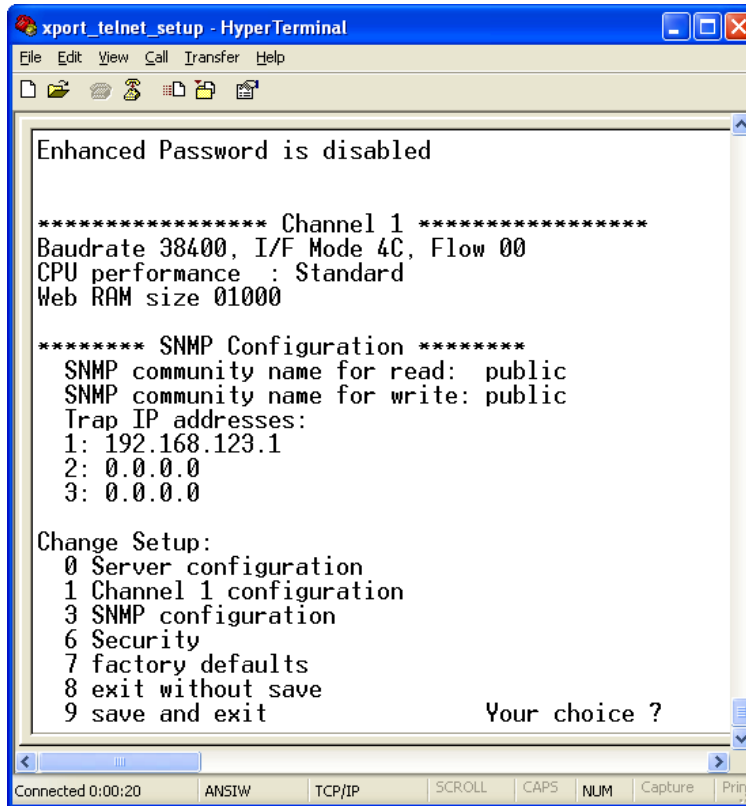 xport_telnet_setup - HyperTerminal
File Edit View Call Transfer Help
Enhanced Password is disabled
***************** Channel 1 *****************
Baudrate 38400, I/F Mode 4C, Flow 00
CPU performance  : Standard
Web RAM size 01000
******** SNMP Configuration ********
SNMP community name for read:  public
SNMP community name for write: public
Trap IP addresses:
1: 192.168.123.1
2: 0.0.0.0
3: 0.0.0.0
Change Setup:
0 Server configuration
1 Channel 1 configuration
3 SNMP configuration
6 Security
7 factory defaults
8 exit without save
9 save and exit                Your choice ?
Connected 0:00:20 ANSIW TCP/IP SCROLL CAPS NUM Capture